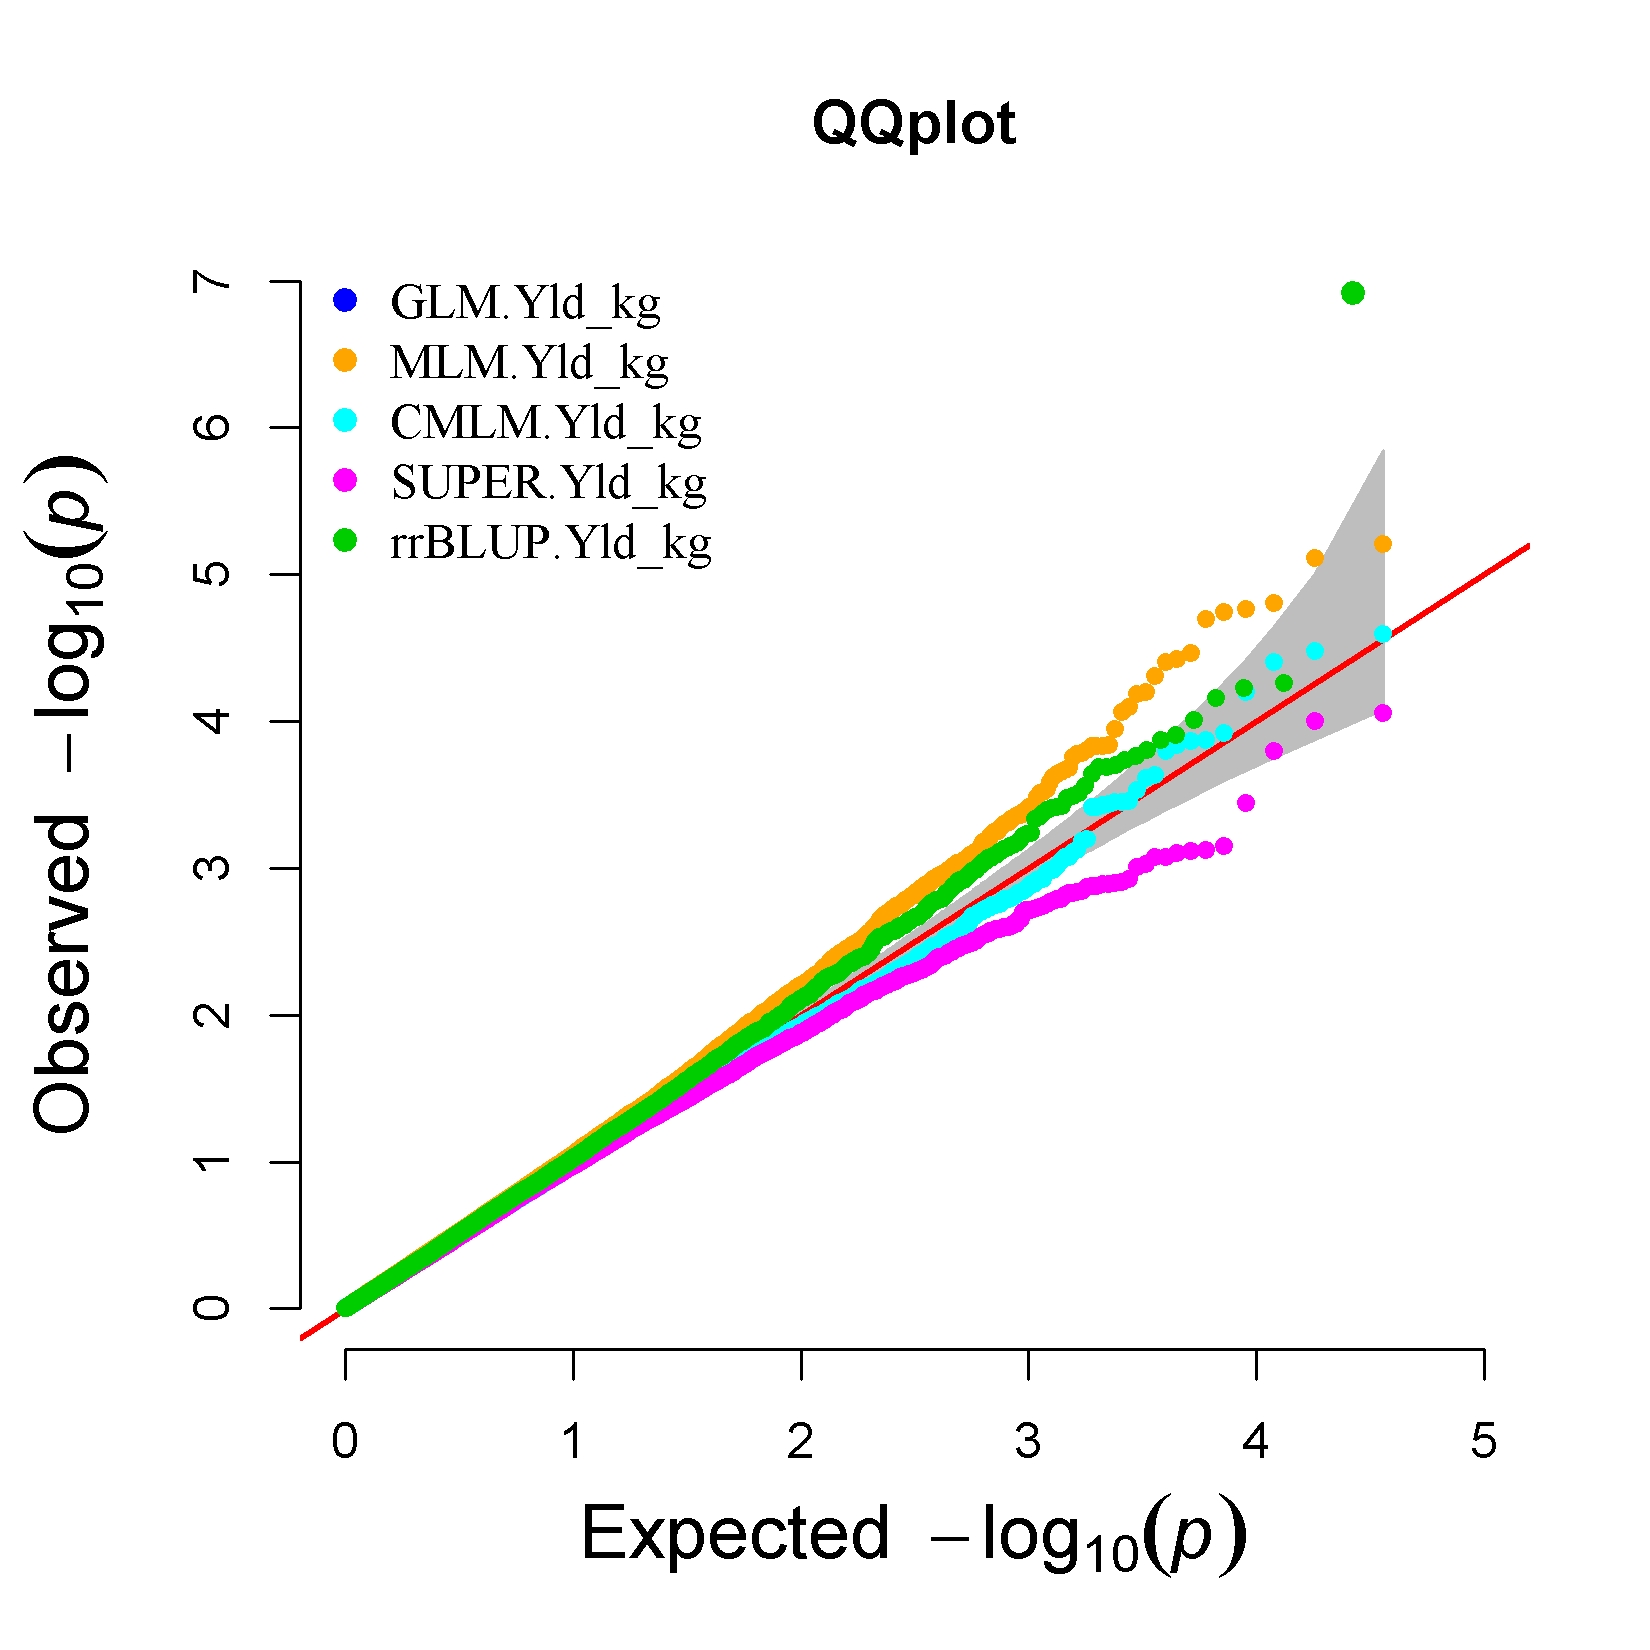 QQplot
GLM.Yld_kg
MLM.Yld_kg
CMLM.Yld_kg
SUPER.Yld_kg
rrBLUP.Yld_kg
Observed −log10(p)
7
6
5
4
3
2
1
0
0 1 2 3 4 5
Expected −log10(p)